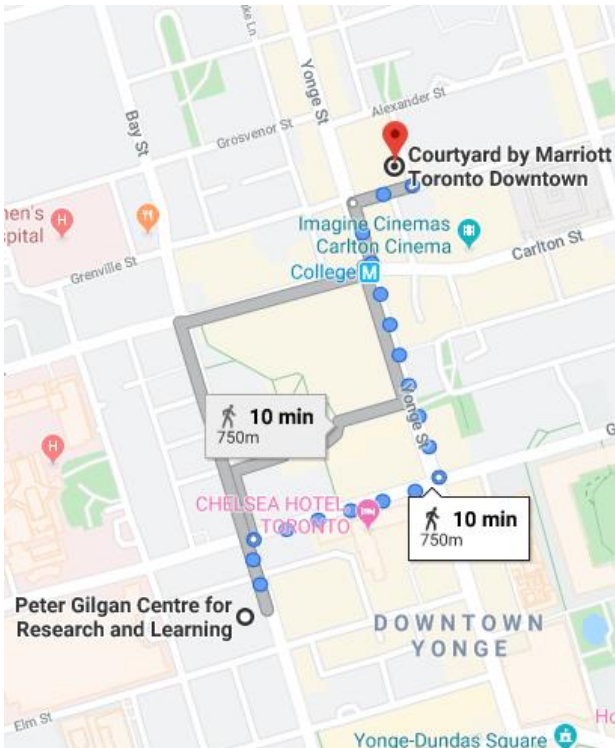 Yonge St
Alexander St
Bay St
Grosvenor St
Courtyard by Marriott
Toronto Downtown
Imagine Cinemas
Carlton Cinema
Carlton St
College M
H
Grenville St
Yonge St
10 min
750m
H
CHELSEA HOTEL
TORONTO
10 min
750m
Peter Gilgan Centre for
Research and Learning
DOWNTOWN
YONGE
Elm St
Yonge-Dundas Square